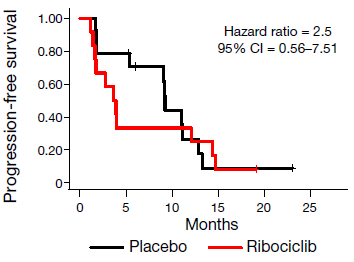 Progression-free survival
1.00
0.80
0.60
0.40
0.20
0
Hazard ratio = 2.5
95% CI = 0.56–7.51
0 5 10 15 20 25
Months
Placebo Ribociclib